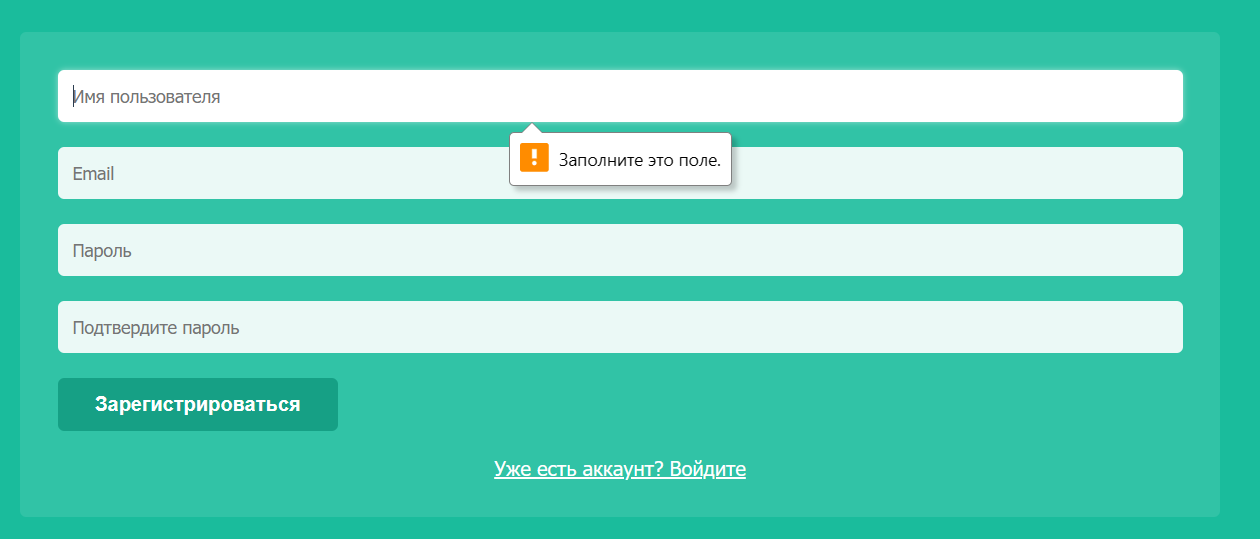 Имя пользователя
Заполните это поле.
Email
Пароль
Подтвердите пароль
Зарегистрироваться
Уже есть аккаунт? Войдите